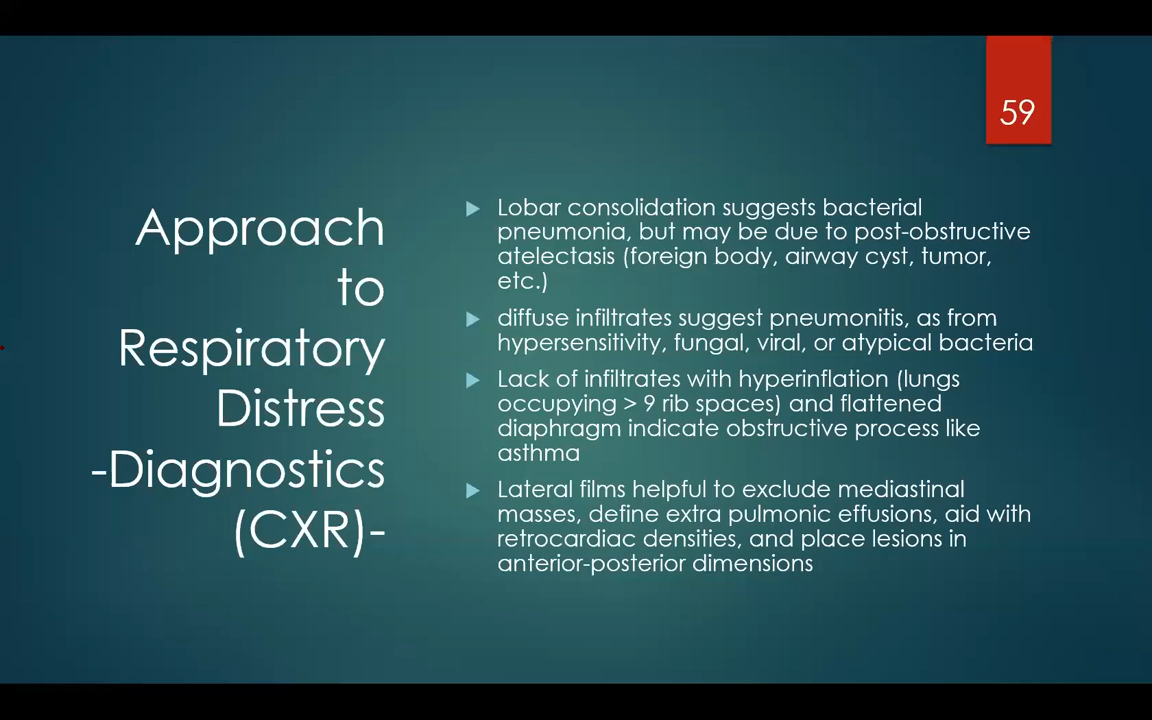 59
Approach
to
Respiratory
Distress
-Diagnostics
(CXR)-
Lobar consolidation suggests bacterial
pneumonia, but may be due to post-obstructive
atelectasis (foreign body, airway cyst, tumor,
etc.)
diffuse infiltrates suggest pneumonitis, as from
hypersensitivity, fungal, viral, or atypical bacteria
Lack of infiltrates with hyperinflation (lungs
occupying > 9 rib spaces) and flattened
diaphragm indicate obstructive process like
asthma
Lateral films helpful to exclude mediastinal
masses, define extra pulmonic effusions, aid with
retrocardiac densities, and place lesions in
anterior-posterior dimensions